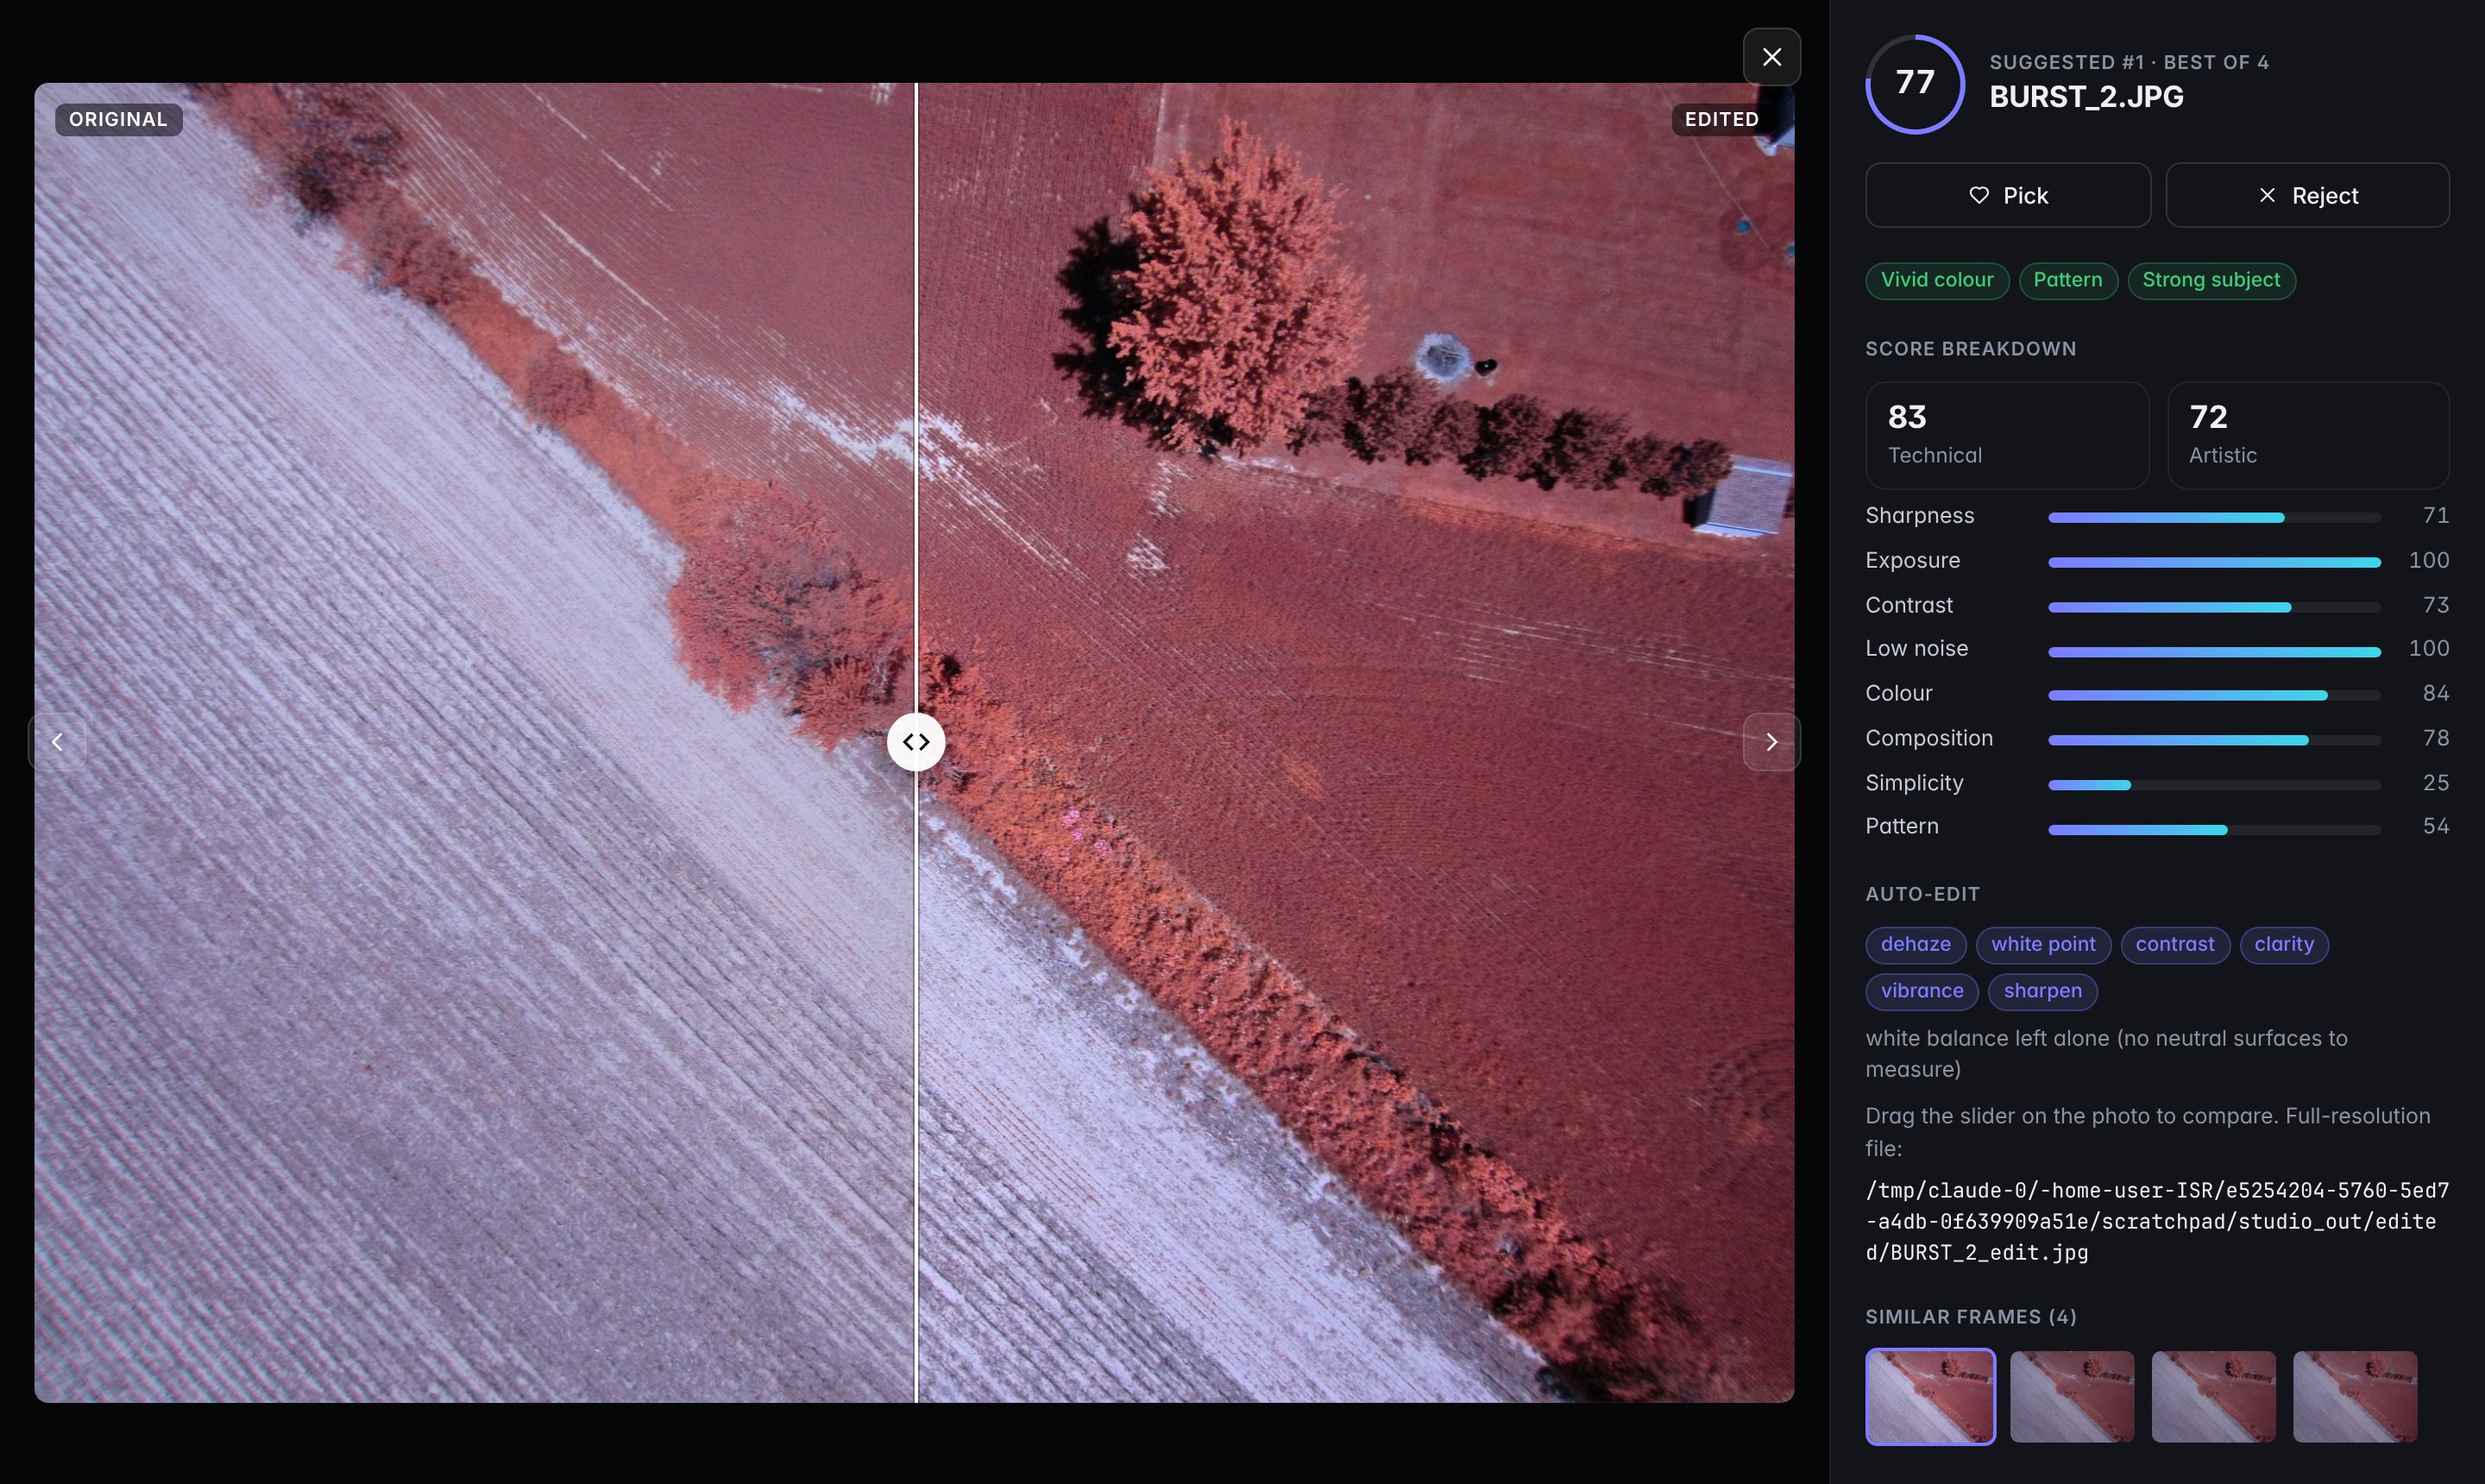 ORIGINAL
EDITED
77
SUGGESTED #1 · BEST OF 4
BURST_2.JPG
Pick
Reject
Vivid colour
Pattern
Strong subject
SCORE BREAKDOWN
83
Technical
72
Artistic
Sharpness 71
Exposure 100
Contrast 73
Low noise 100
Colour 84
Composition 78
Simplicity 25
Pattern 54
AUTO-EDIT
dehaze
white point
contrast
clarity
vibrance
sharpen
white balance left alone (no neutral surfaces to
measure)
Drag the slider on the photo to compare. Full-resolution
file:
/tmp/claude-0/-home-user-ISR/e5254204-5760-5ed7
-a4db-0f639909a51e/scratchpad/studio_out/edite
d/BURST_2_edit.jpg
SIMILAR FRAMES (4)